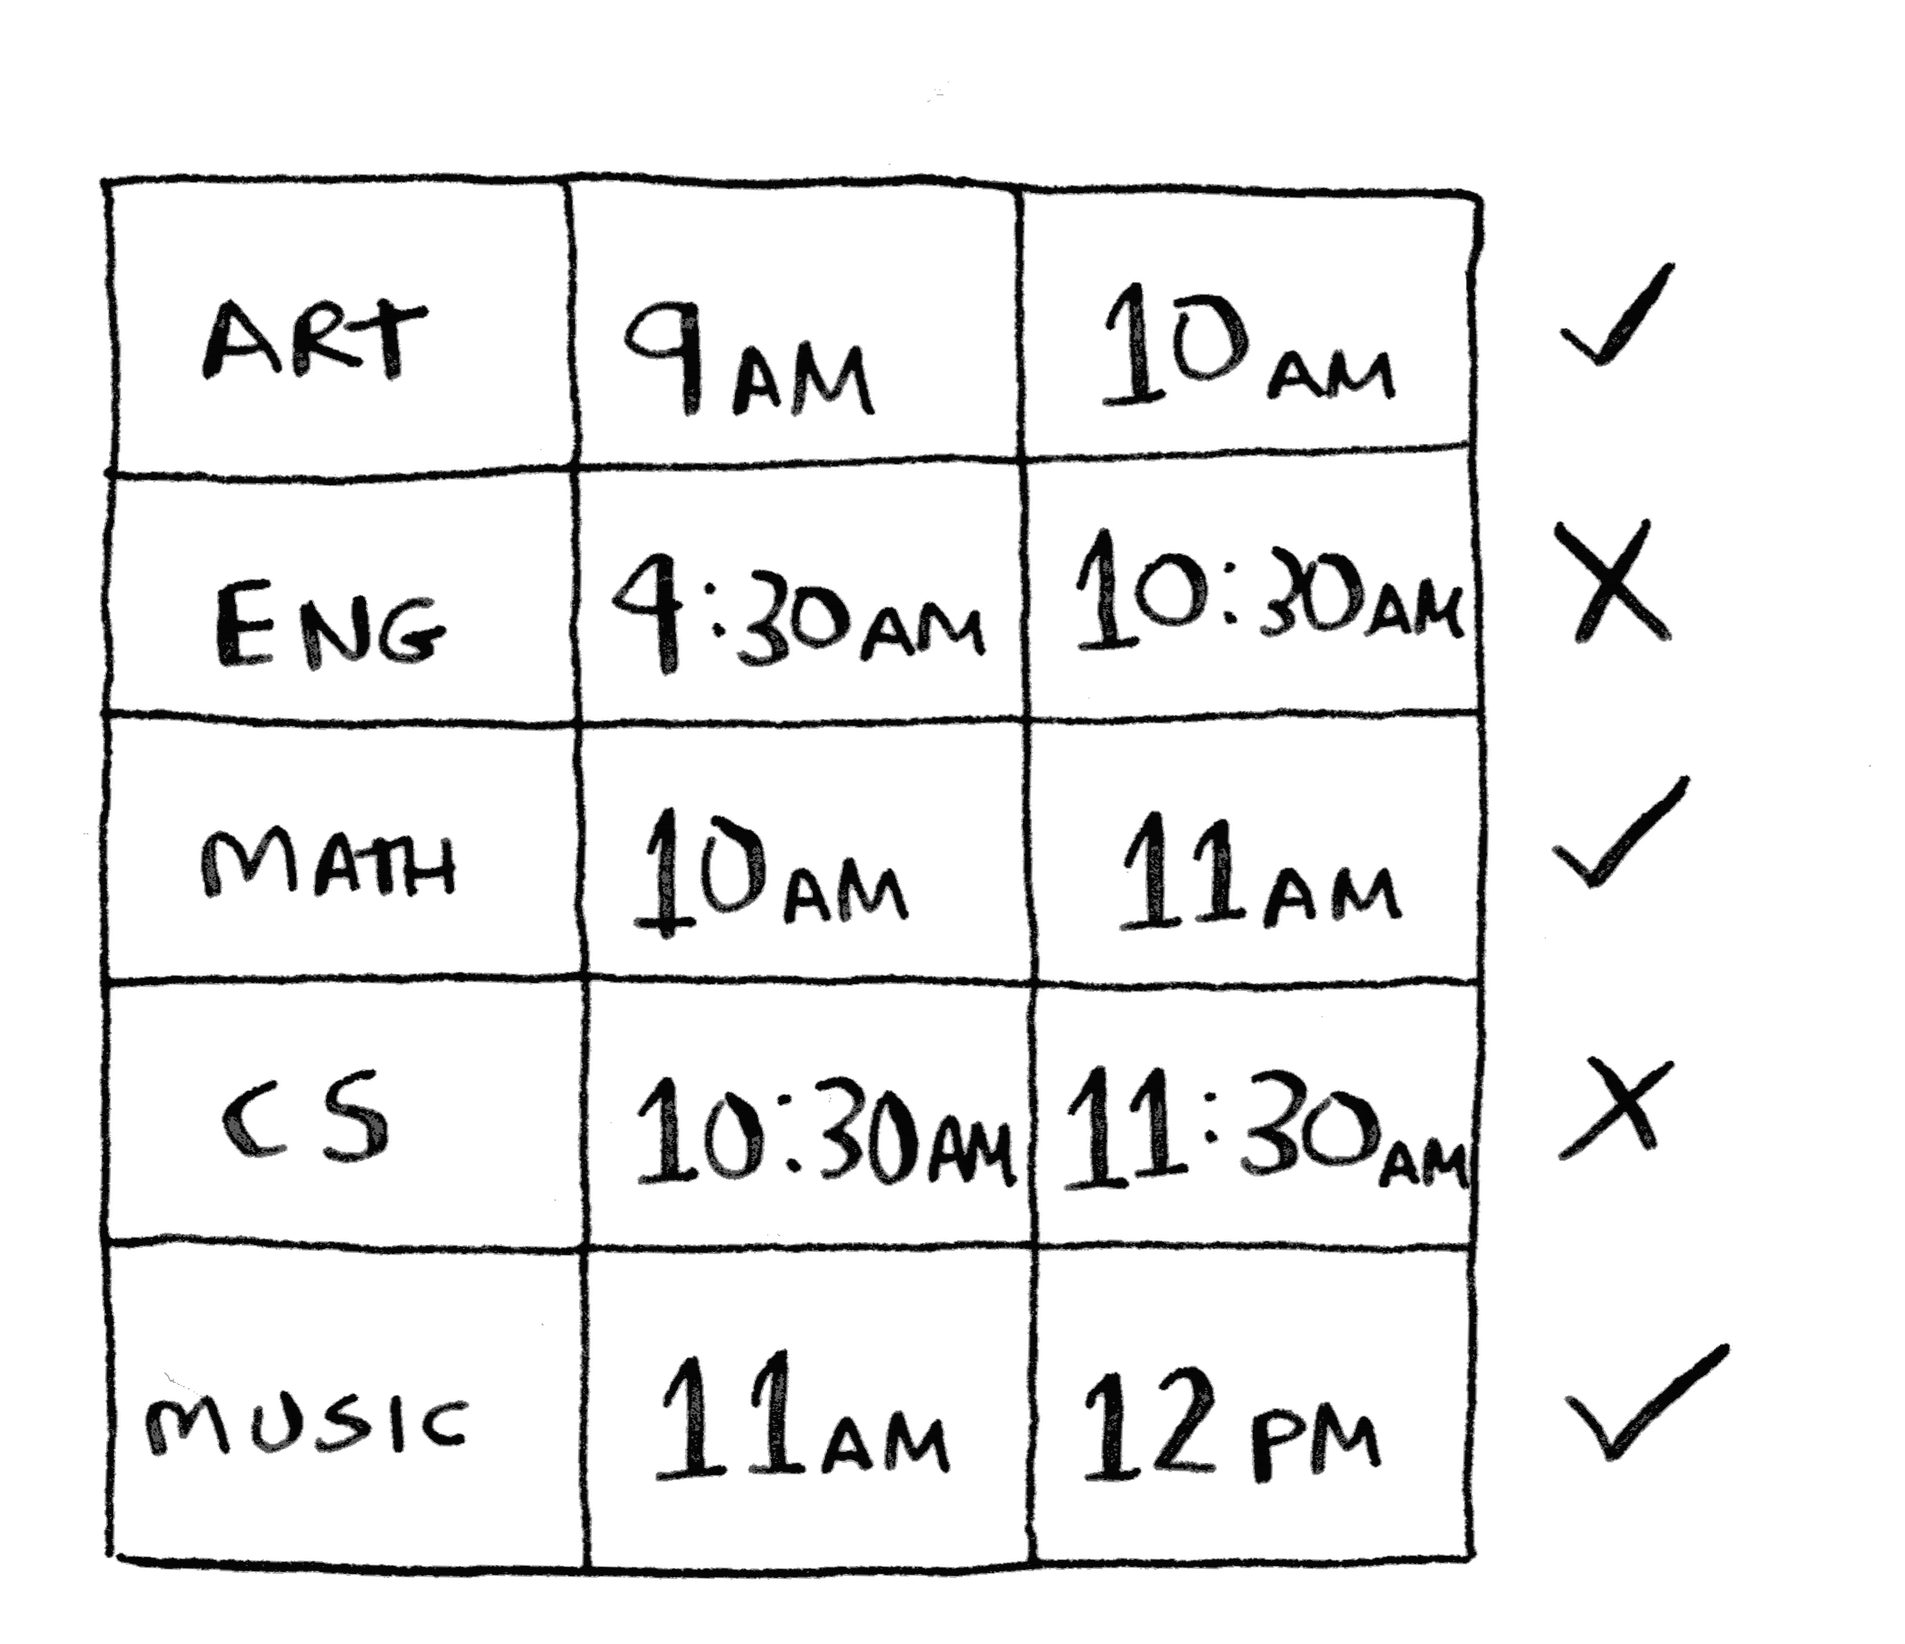 ART 9AM 10AM ✓
ENG 9:30AM 10:30AM X
MATH 10AM 11AM ✓
CS 10:30AM 11:30AM X
MUSIC 11AM 12PM ✓